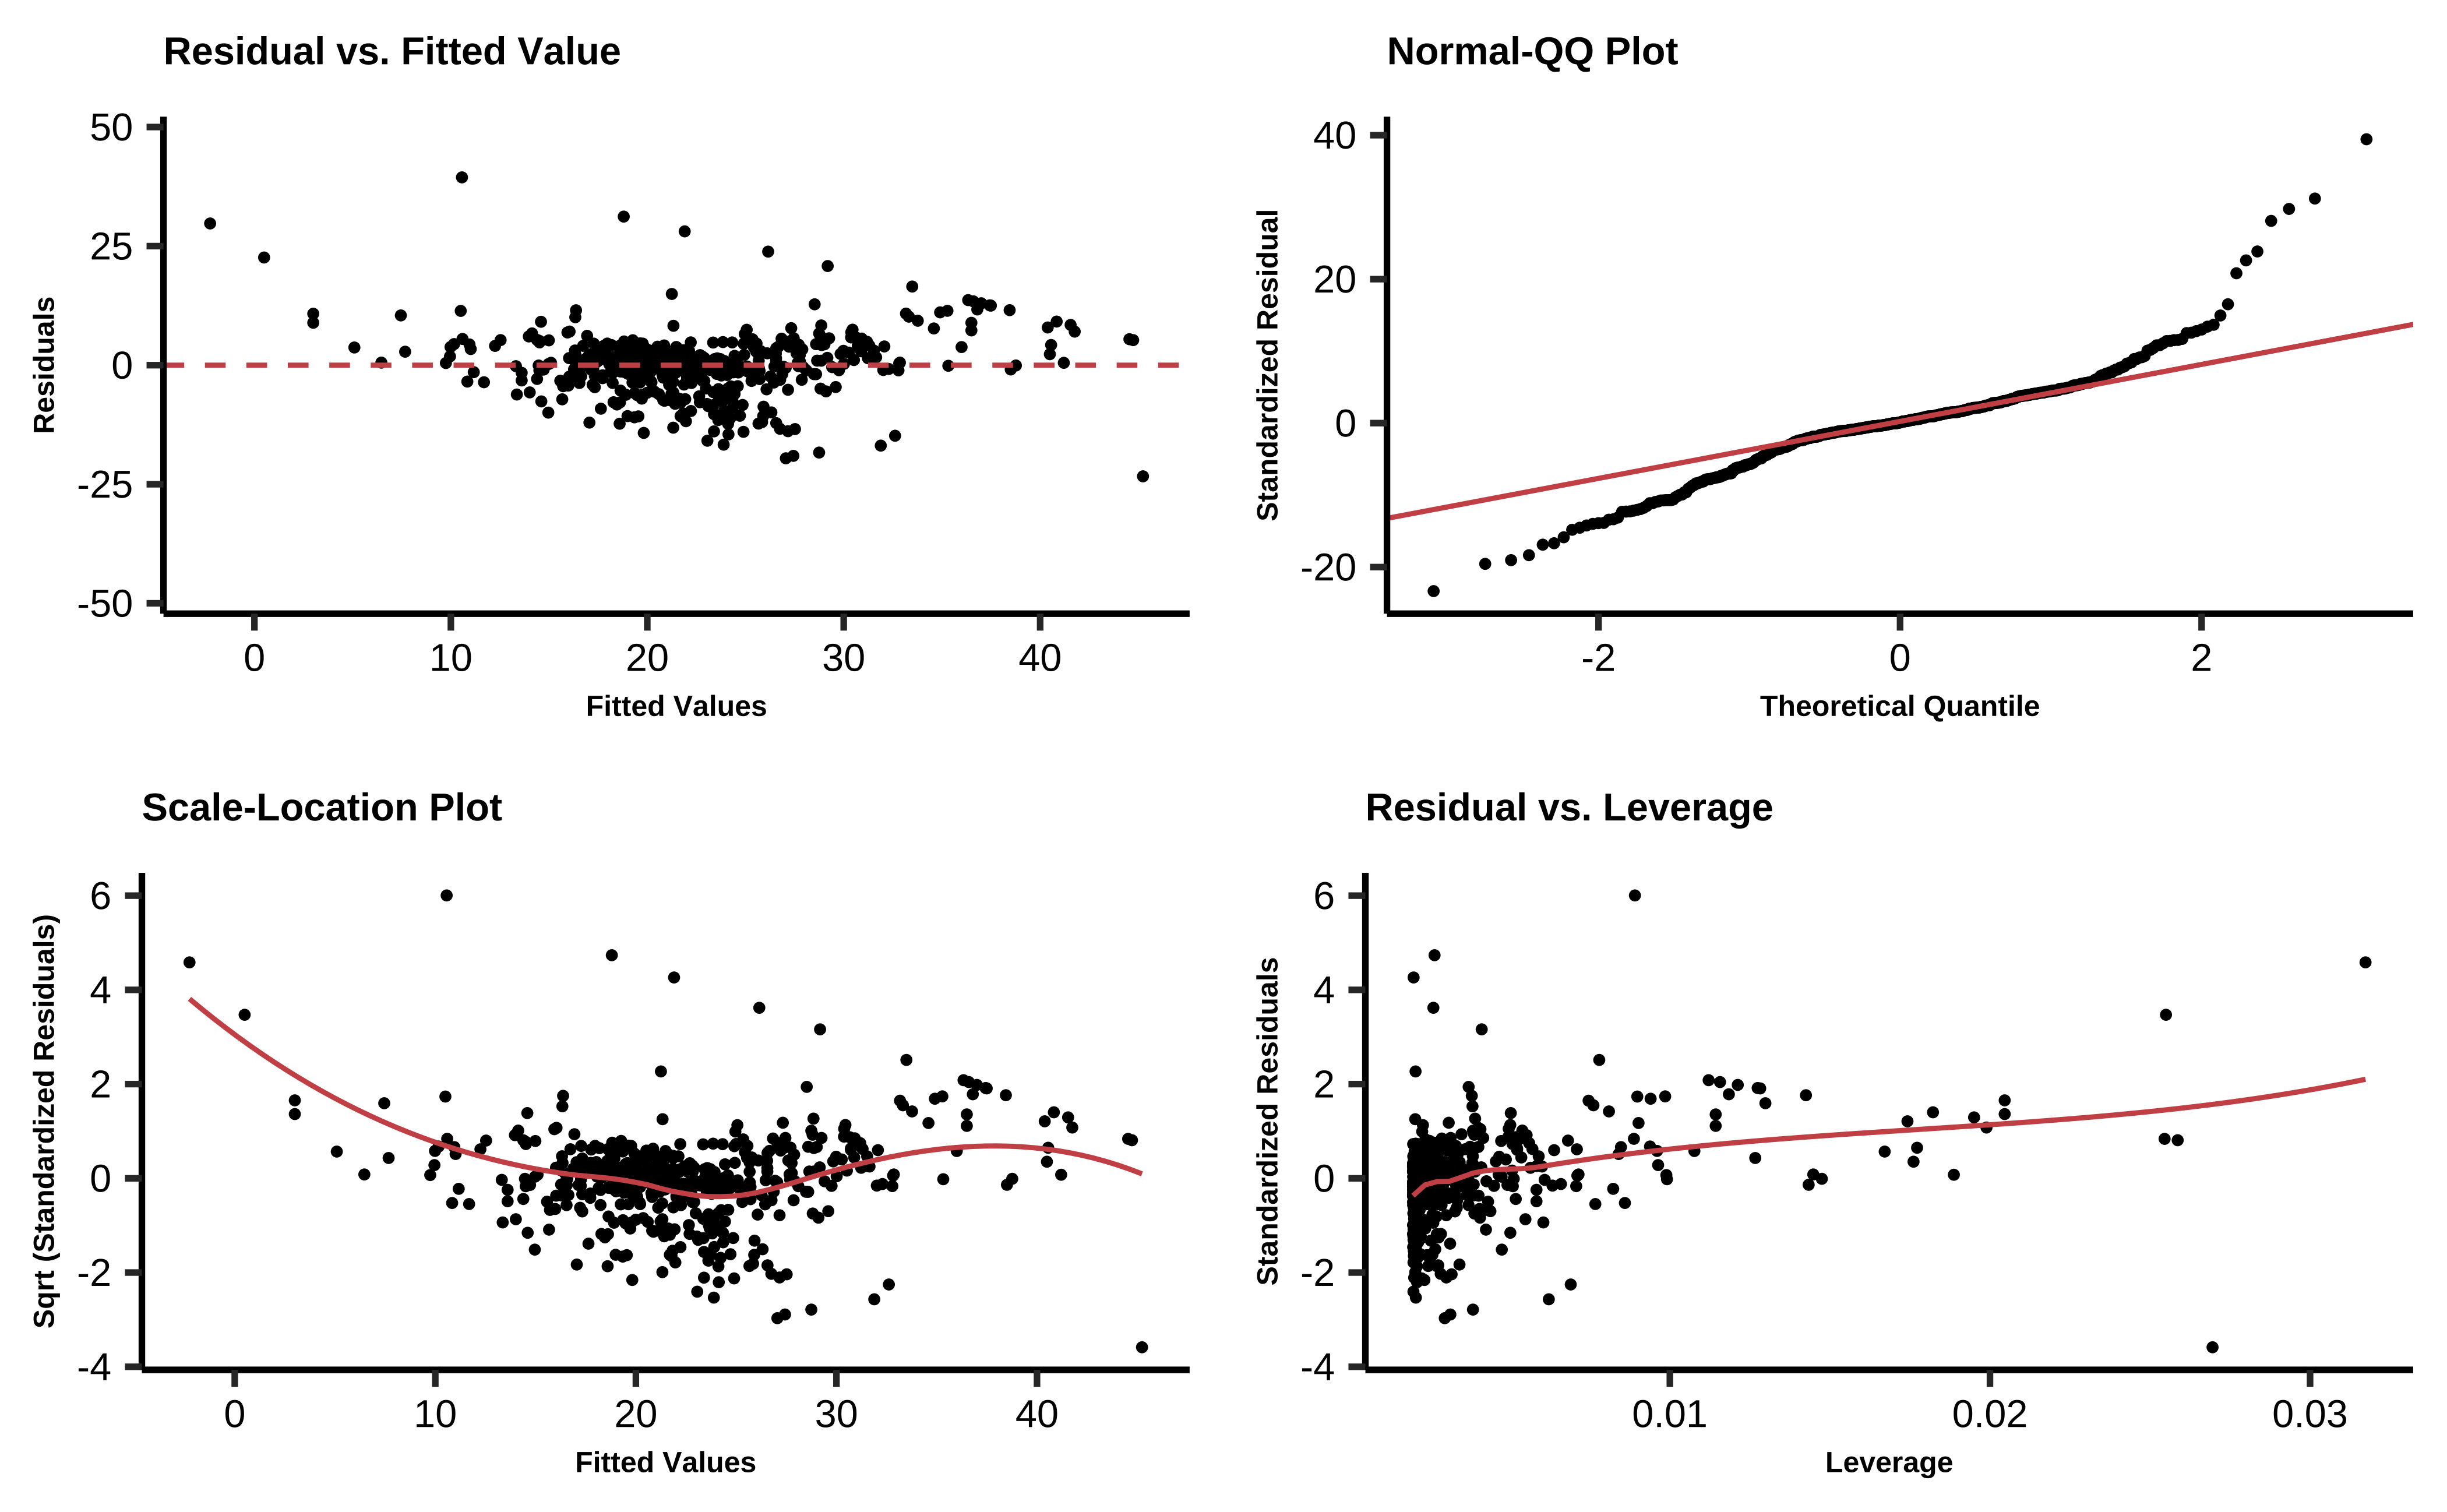 Residual vs. Fitted Value
50
25
0
-25
-50
Residuals
0 10 20 30 40
Fitted Values
Normal-QQ Plot
40
20
0
-20
Standardized Residual
-2 0 2
Theoretical Quantile
Scale-Location Plot
6
4
2
0
-2
-4
Sqrt (Standardized Residuals)
0 10 20 30 40
Fitted Values
Residual vs. Leverage
6
4
2
0
-2
-4
Standardized Residuals
0.01 0.02 0.03
Leverage